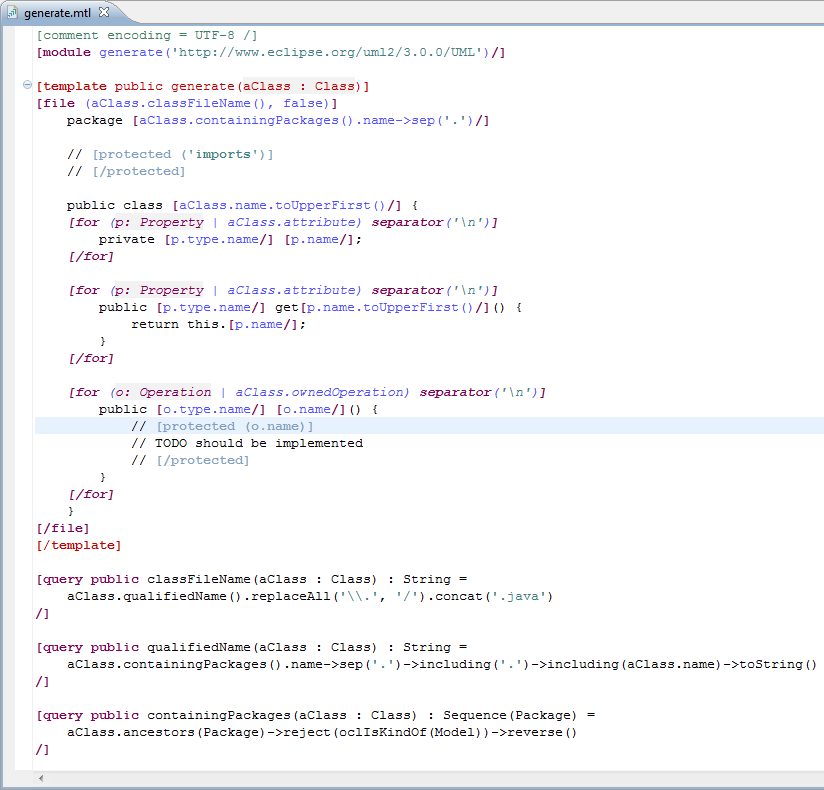 generate.mtl
[comment encoding = UTF-8 /]
[module generate('http://www.eclipse.org/uml2/3.0.0/UML')/]
[template public generate(aClass : Class)]
[file (aClass.classFileName(), false)]
package [aClass.containingPackages().name->sep('.')/]
// [protected ('imports')]
// [/protected]
public class [aClass.name.toUpperFirst()/] {
[for (p: Property | aClass.attribute) separator('\n')]
private [p.type.name/] [p.name/];
[/for]
[for (p: Property | aClass.attribute) separator('\n')]
public [p.type.name/] get[p.name.toUpperFirst()/]() {
return this.[p.name/];
}
[/for]
[for (o: Operation | aClass.ownedOperation) separator('\n')]
public [o.type.name/] [o.name/]() {
// [protected (o.name)]
// TODO should be implemented
// [/protected]
}
[/for]
}
[/file]
[/template]
[query public classFileName(aClass : Class) : String =
aClass.qualifiedName().replaceAll('\\.', '/').concat('.java')
/]
[query public qualifiedName(aClass : Class) : String =
aClass.containingPackages().name->sep('.')->including('.')->including(aClass.name)->toString()
/]
[query public containingPackages(aClass : Class) : Sequence(Package) =
aClass.ancestors(Package)->reject(oclIsKindOf(Model))->reverse()
/]